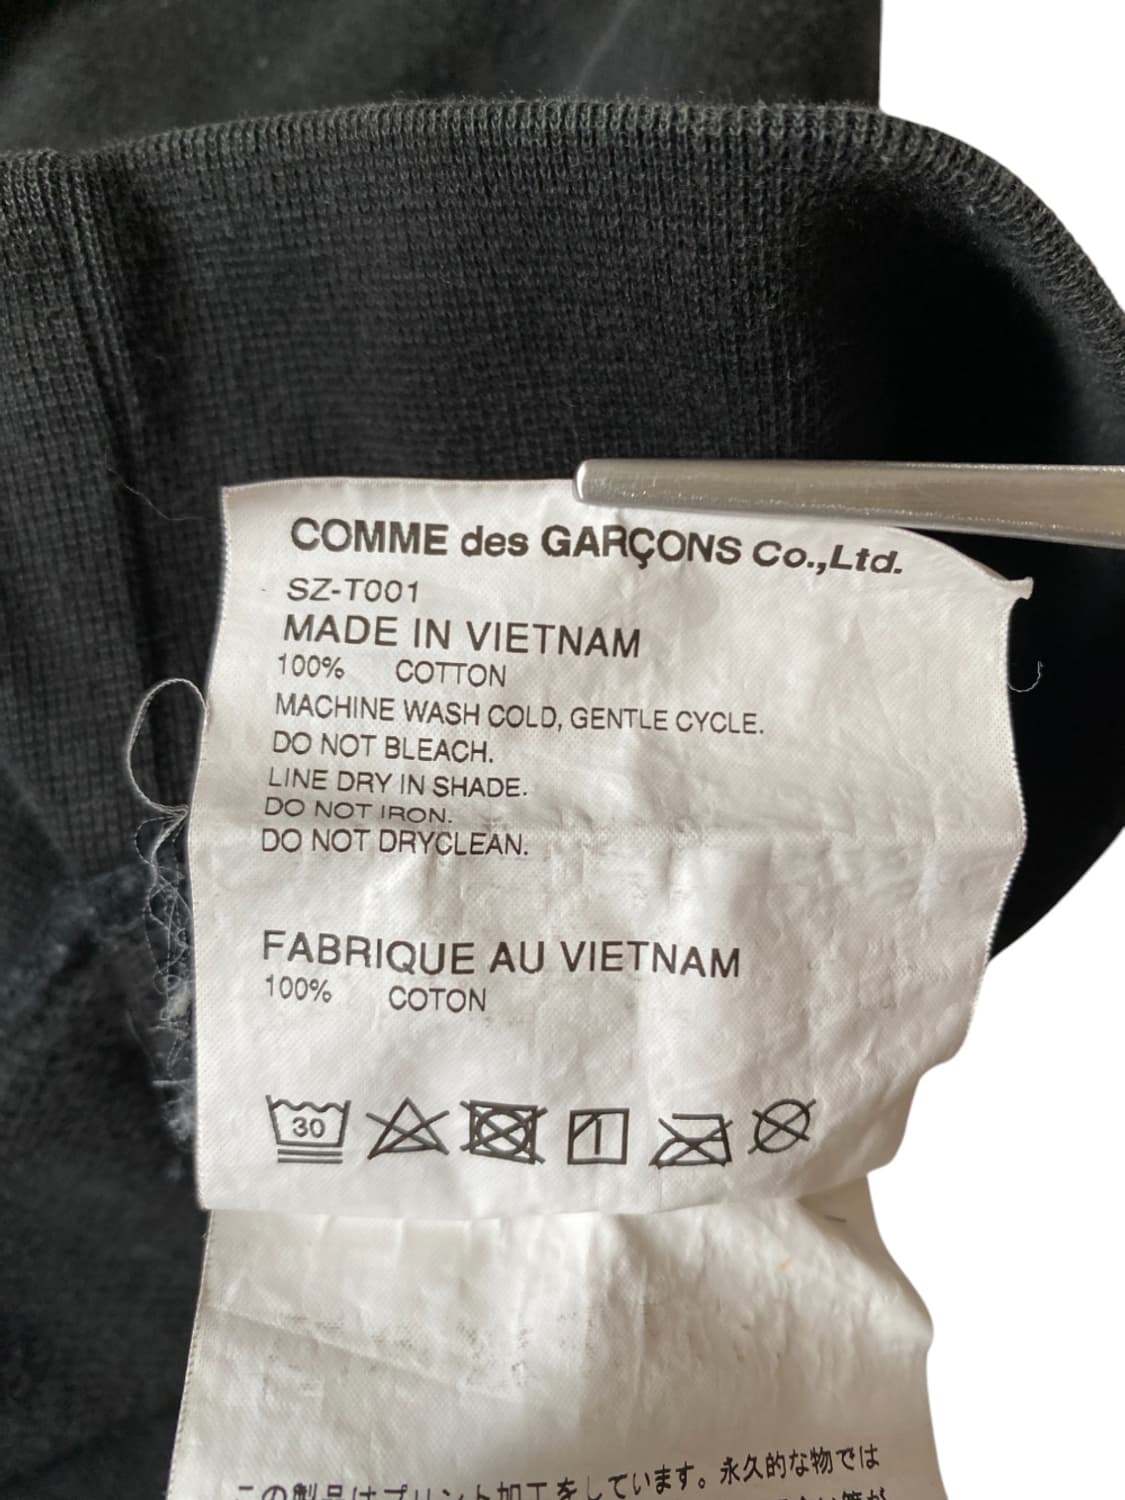 COMME des GARÇONS Co.,Ltd.
SZ-T001
MADE IN VIETNAM
100% COTTON
MACHINE WASH COLD, GENTLE CYCLE.
DO NOT BLEACH.
LINE DRY IN SHADE.
DO NOT IRON.
DO NOT DRYCLEAN.
FABRIQUE AU VIETNAM
100% COTON
30
この製品はプリント加工をしています。永久的な物では